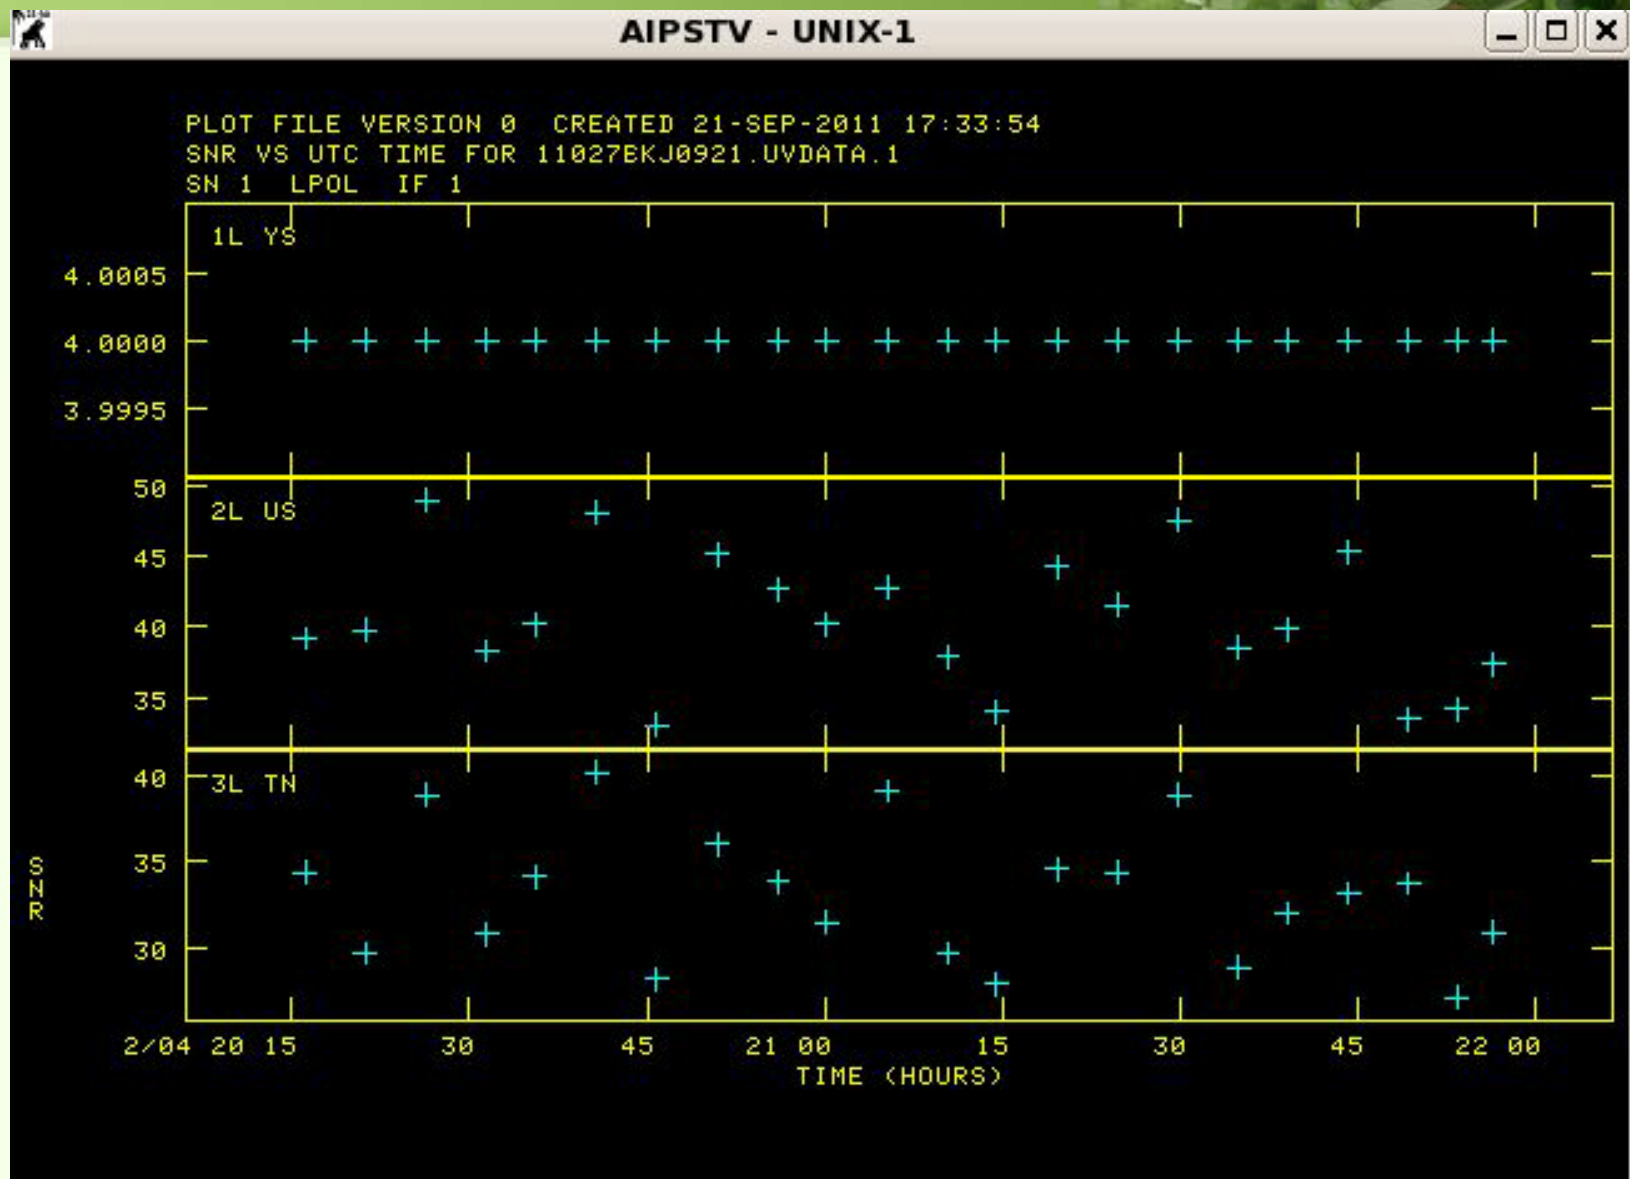 AIPSTV - UNIX-1
PLOT FILE VERSION 0 CREATED 21-SEP-2011 17:33:54
SNR VS UTC TIME FOR 11027BKJ0921.UVDATA.1
SN 1 LPOL IF 1
1L YS
4.0005
4.0000
3.9995
50
2L US
45
40
35
40
3L TN
35
30
SNR
2/04 20 15 30 45 21 00 15 30 45 22 00
TIME (HOURS)